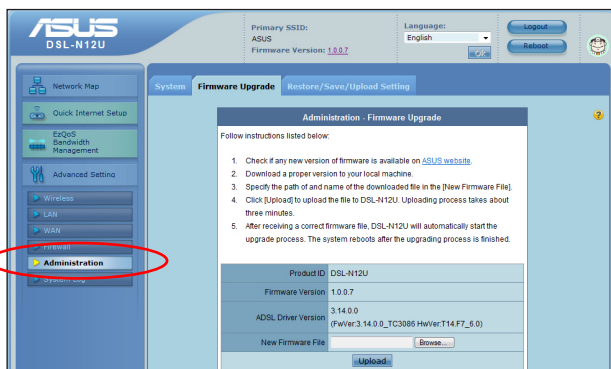 ASUS
DSL-N12U
Primary SSID:
ASUS
Firmware Version: 1.0.0.7
Language:
English
Logout
Reboot
Network Map
Quick Internet Setup
EzQoS
Bandwidth
Management
Advanced Setting
Wireless
LAN
WAN
Firewall
Administration
System Log
System
Firmware Upgrade
Restore/Save/Upload Setting
Administration - Firmware Upgrade
Follow instructions listed below:
1. Check if any new version of firmware is available on ASUS website.
2. Download a proper version to your local machine.
3. Specify the path of and name of the downloaded file in the [New Firmware File].
4. Click [Upload] to upload the file to DSL-N12U. Uploading process takes about
three minutes.
5. After receiving a correct firmware file, DSL-N12U will automatically start the
upgrade process. The system reboots after the upgrading process is finished.
Product ID DSL-N12U
Firmware Version 1.0.0.7
ADSL Driver Version 3.14.0.0
(FwVer:3.14.0.0_TC3086 HwVer:T14.F7_6.0)
New Firmware File Browse...
Upload